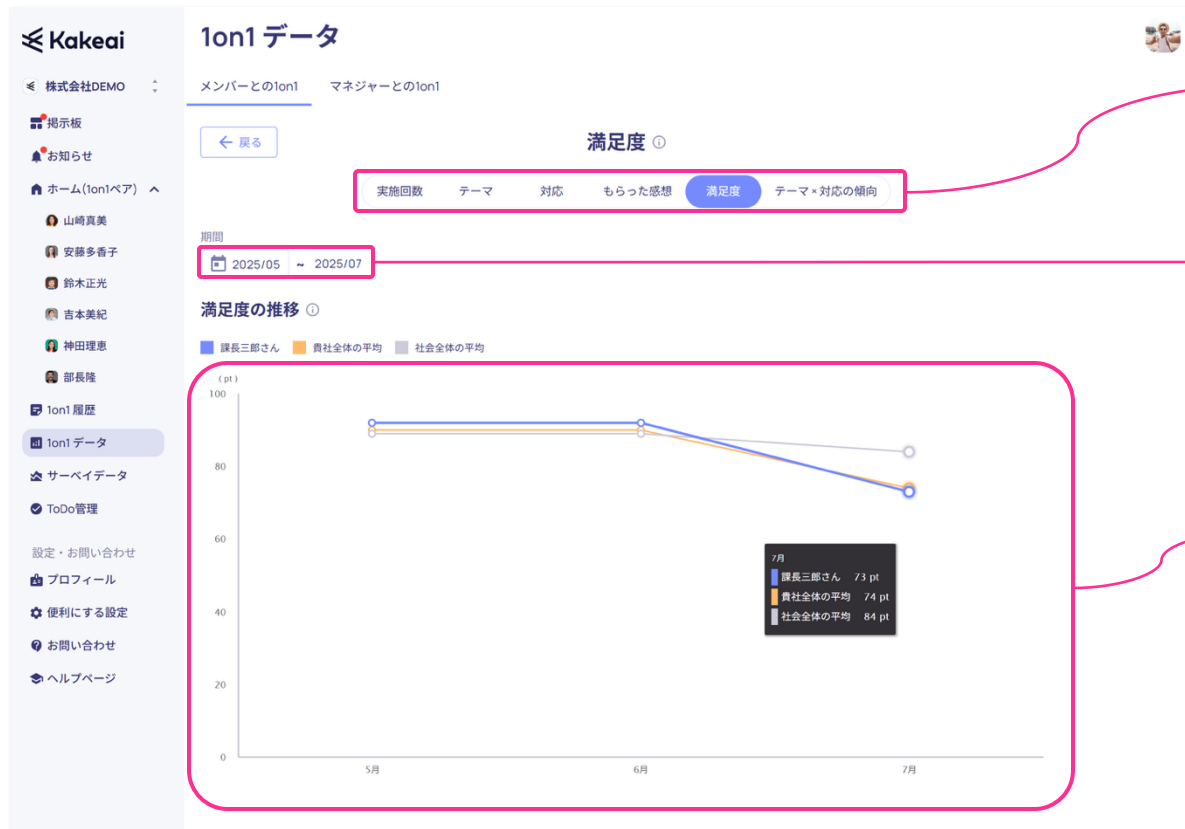 Kakeai
株式会社DEMO
掲示板
お知らせ
ホーム(1on1ペア)
山崎真美
安藤多香子
鈴木正光
吉本美紀
神田理恵
部長隆
1on1 履歴
1on1 データ
サーベイデータ
ToDo管理
設定・お問い合わせ
プロフィール
便利にする設定
お問い合わせ
ヘルプページ
1on1 データ
メンバーとの1on1 マネジャーとの1on1
戻る
満足度
実施回数 テーマ 対応 もらった感想 満足度 テーマ × 対応の傾向
期間
2025/05 ~ 2025/07
満足度の推移
課長三郎さん 貴社全体の平均 社会全体の平均
(pt)
100
80
60
40
20
0
7月
課長三郎さん 73 pt
貴社全体の平均 74 pt
社会全体の平均 84 pt
5月 6月 7月